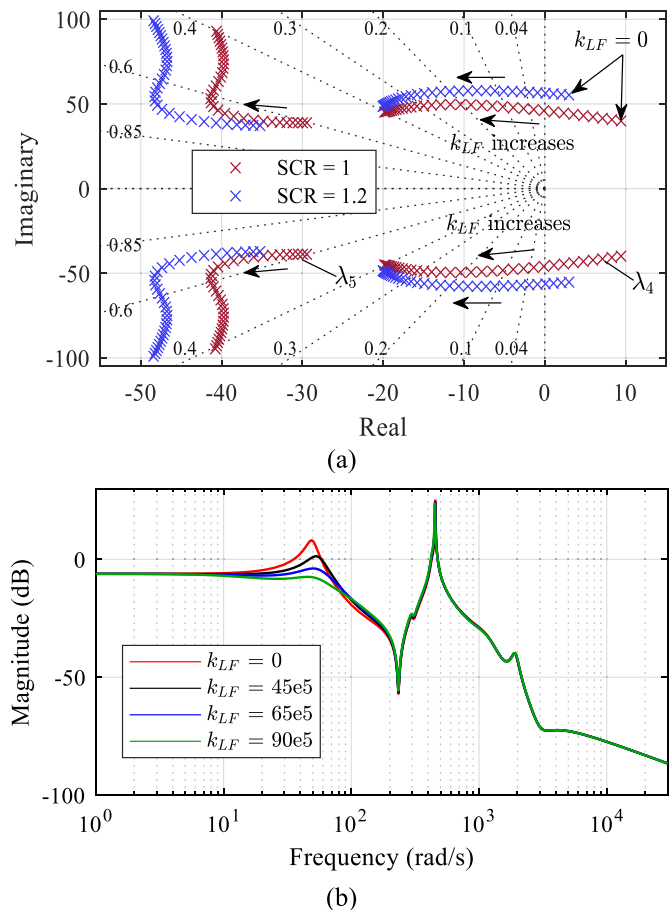 0.4
0.3
0.2
0.1
0.04
k_LF = 0
0.6
0.85
k_LF increases
SCR = 1
SCR = 1.2
k_LF increases
0.85
λ5
λ4
0.6
0.4
0.3
0.2
0.1
0.04
100
50
0
-50
-100
Imaginary
-50
-40
-30
-20
-10
0
10
Real
(a)
0
-50
-100
Magnitude (dB)
k_LF = 0
k_LF = 45e5
k_LF = 65e5
k_LF = 90e5
10^0
10^1
10^2
10^3
10^4
Frequency (rad/s)
(b)